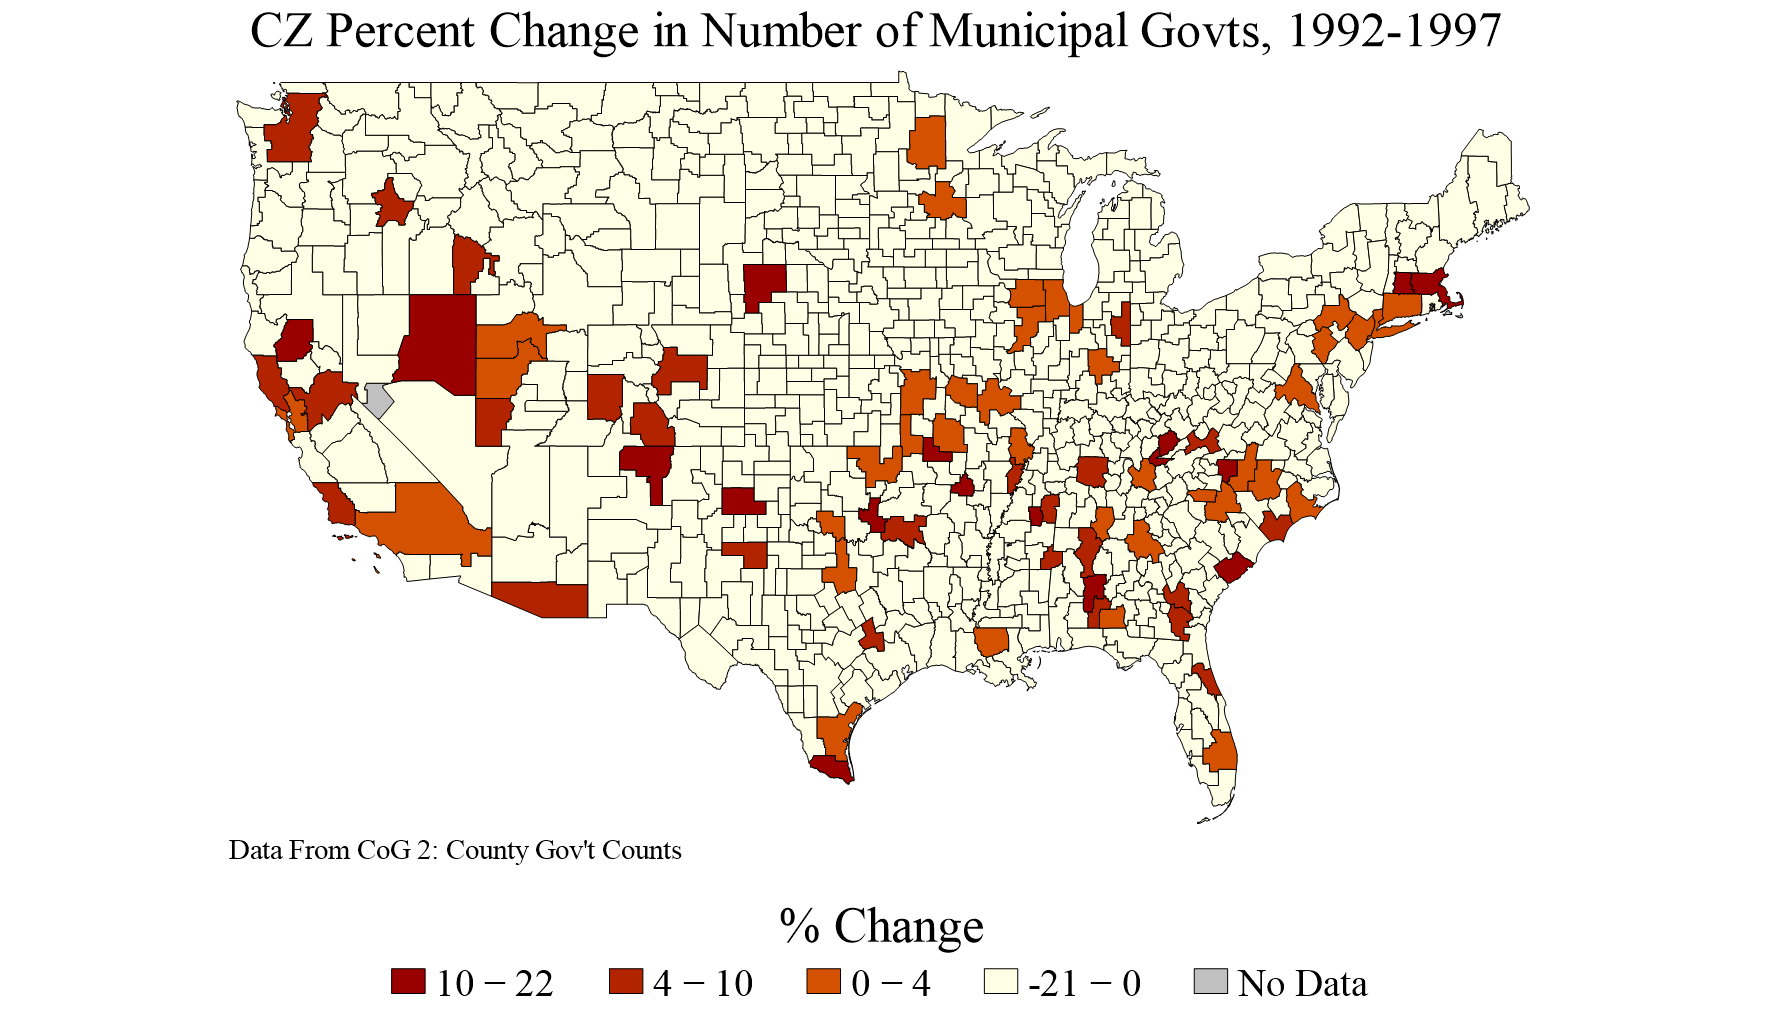 CZ Percent Change in Number of Municipal Govts, 1992-1997
Data From CoG 2: County Gov't Counts
% Change
10 − 22 4 − 10 0 − 4 -21 − 0 No Data